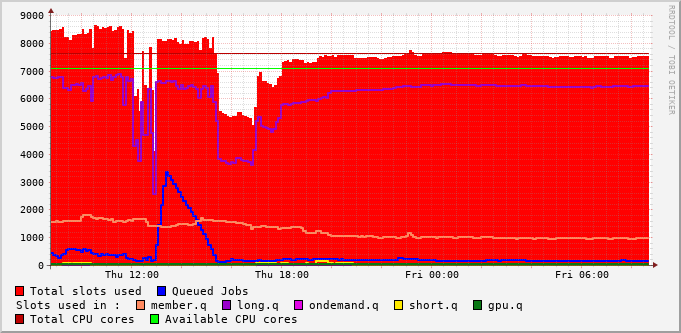 RRDTOOL / TOBI OETIKER
9000
8000
7000
6000
5000
4000
3000
2000
1000
0
Thu 12:00 Thu 18:00 Fri 00:00 Fri 06:00
Total slots used Queued Jobs
Slots used in : member.q long.q ondemand.q short.q gpu.q
Total CPU cores Available CPU cores